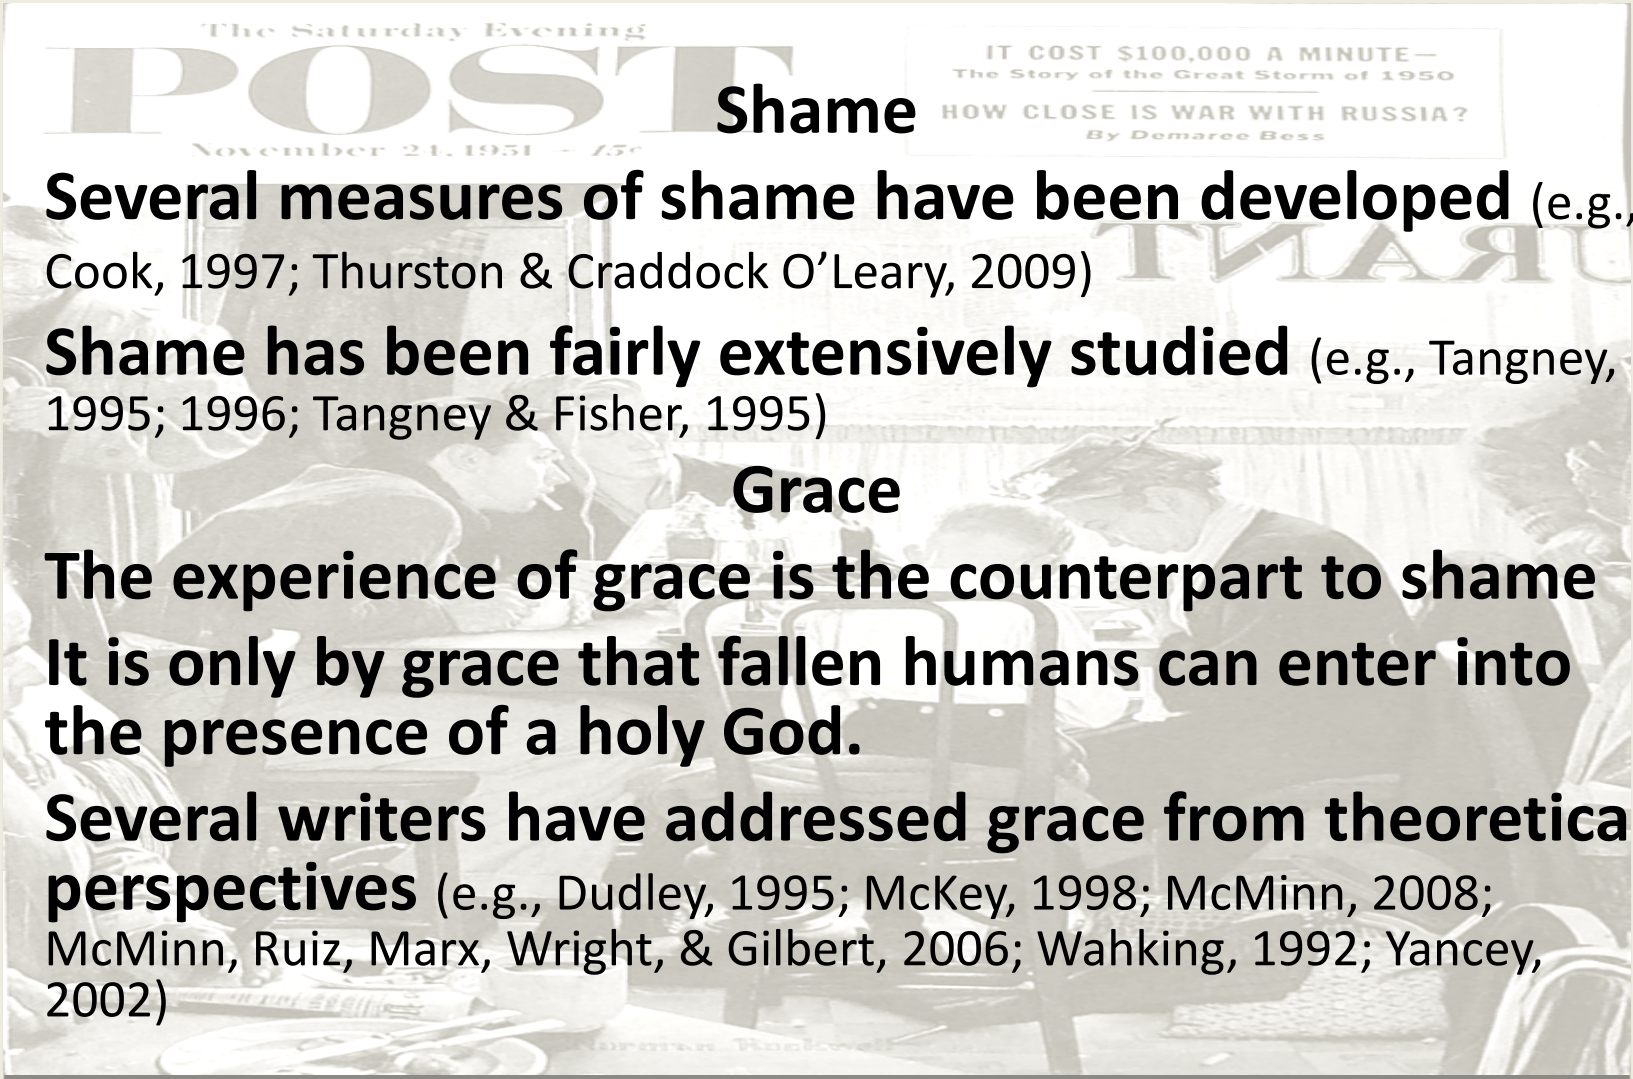 The Saturday Evening
POST
November 24, 1951 – 15¢
IT COST $100,000 A MINUTE—
The Story of the Great Storm of 1950
HOW CLOSE IS WAR WITH RUSSIA?
By Demaree Bess
Shame
Several measures of shame have been developed (e.g.,
Cook, 1997; Thurston & Craddock O’Leary, 2009)
URANT
Shame has been fairly extensively studied (e.g., Tangney,
1995; 1996; Tangney & Fisher, 1995)
Grace
The experience of grace is the counterpart to shame
It is only by grace that fallen humans can enter into
the presence of a holy God.
Several writers have addressed grace from theoretica
perspectives (e.g., Dudley, 1995; McKey, 1998; McMinn, 2008;
McMinn, Ruiz, Marx, Wright, & Gilbert, 2006; Wahking, 1992; Yancey,
2002)
Norman Rockwell